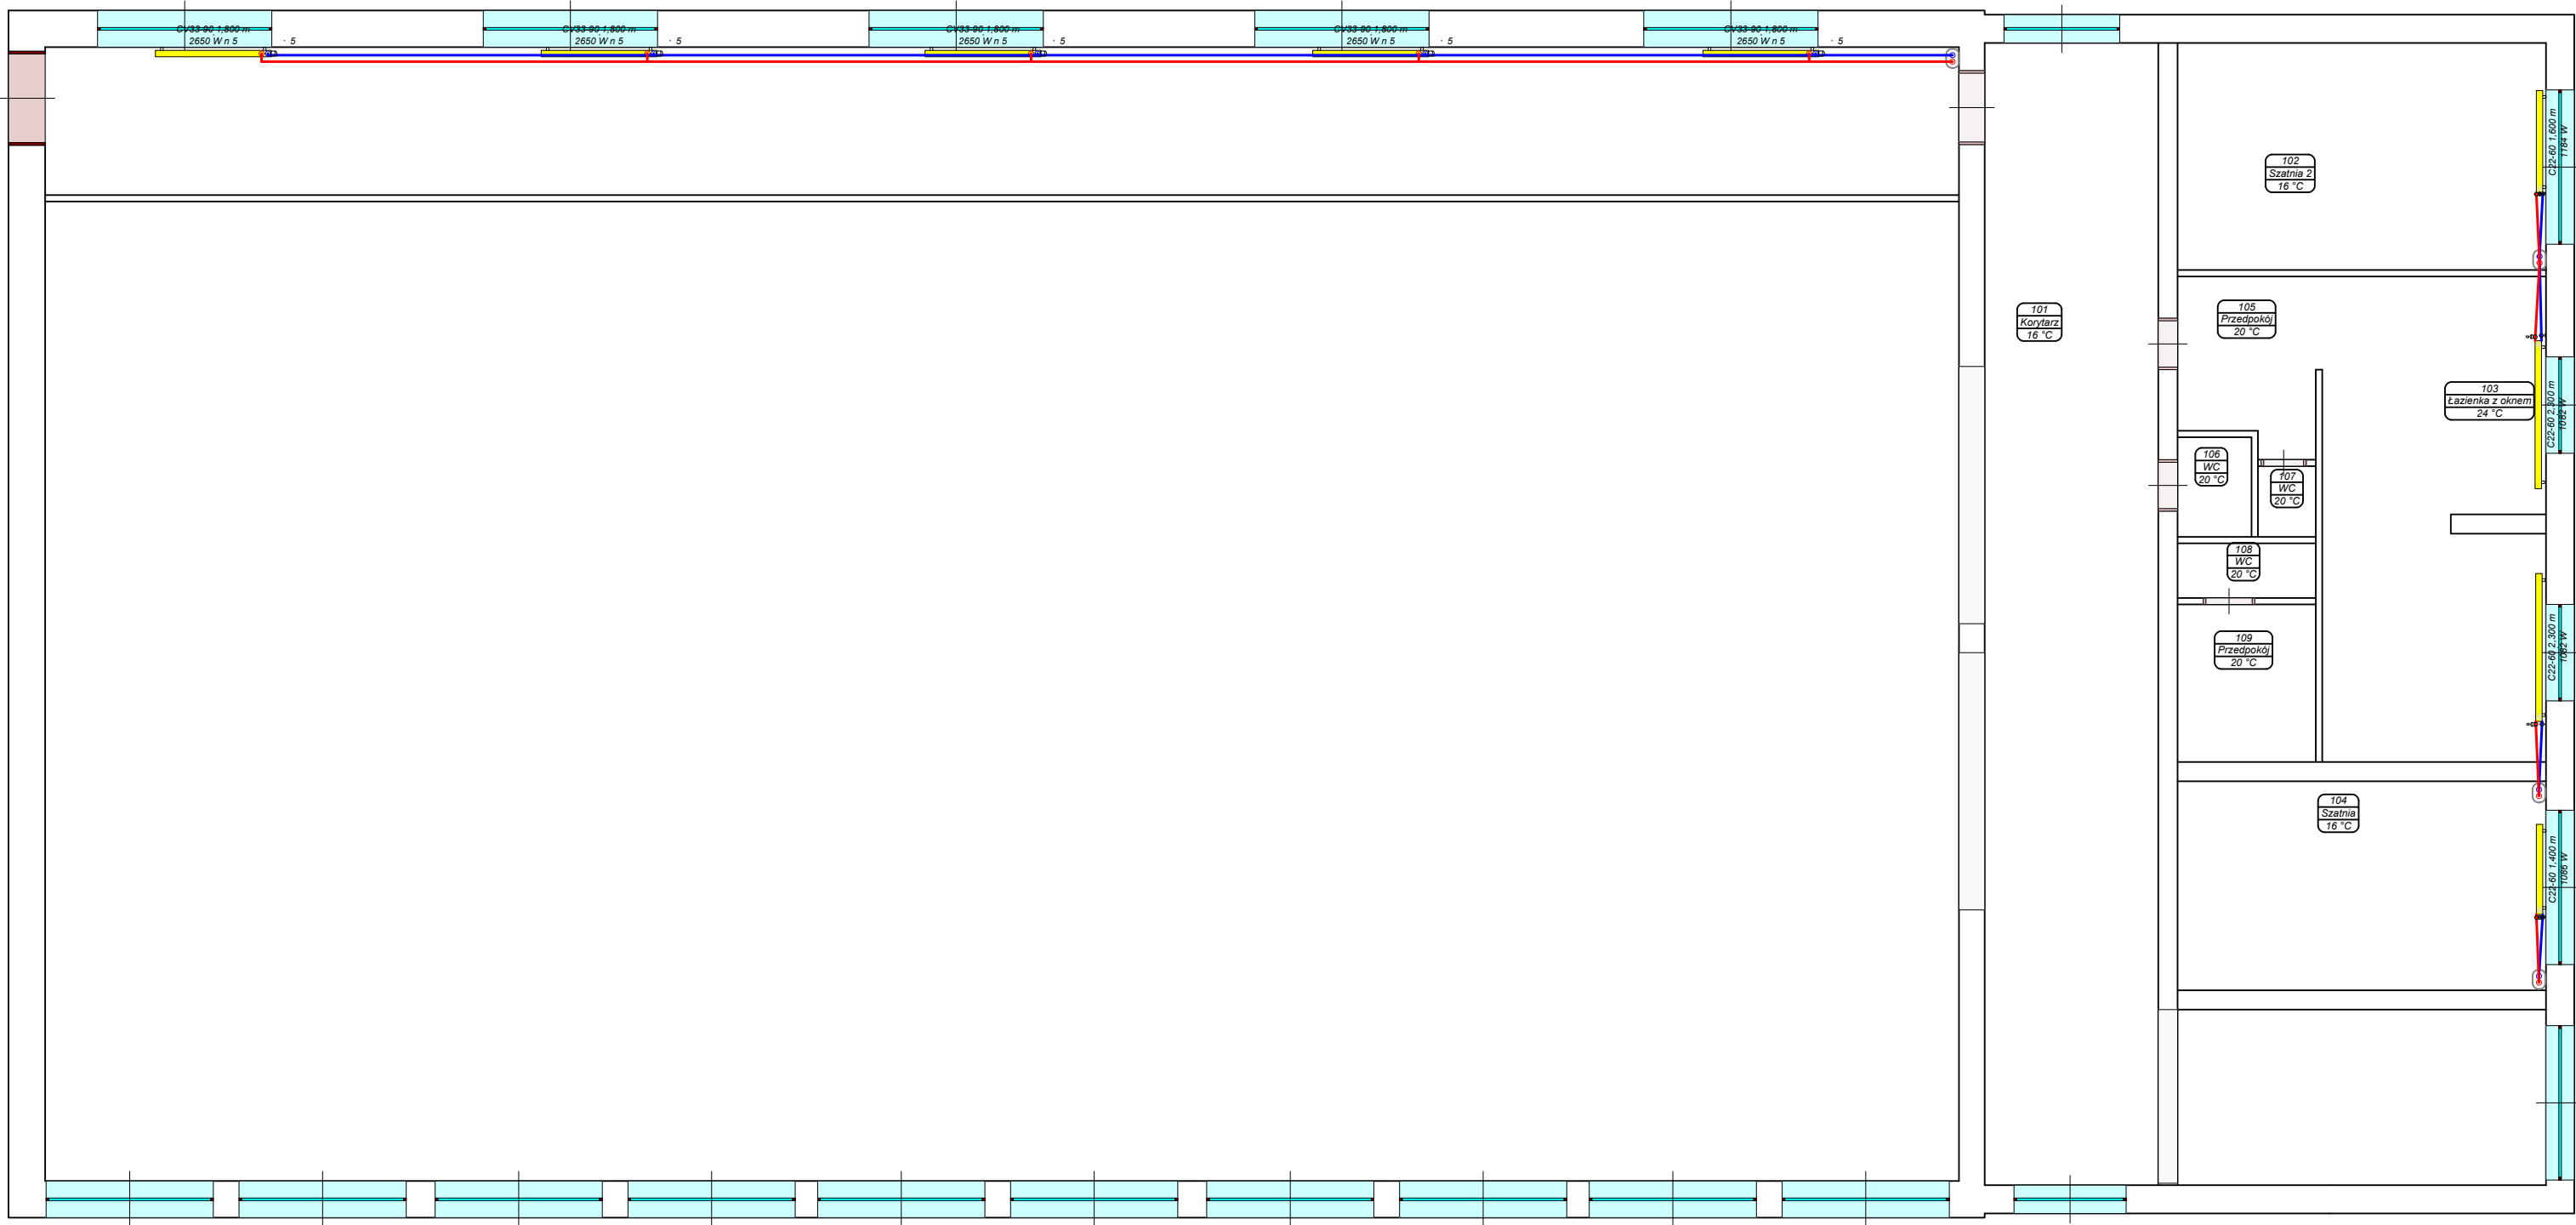 CV33-90 1,800 m
2650 W n 5
· 5
CV33-90 1,800 m
2650 W n 5
· 5
CV33-90 1,800 m
2650 W n 5
· 5
CV33-90 1,800 m
2650 W n 5
· 5
CV33-90 1,800 m
2650 W n 5
· 5
C22-60 1,600 m
1184 W
102
Szatnia 2
16 °C
101
Korytarz
16 °C
105
Przedpokój
20 °C
103
Łazienka z oknem
24 °C
C22-60 2,300 m
1082 W
106
WC
20 °C
107
WC
20 °C
108
WC
20 °C
109
Przedpokój
20 °C
C22-60 2,300 m
1082 W
104
Szatnia
16 °C
C22-60 1,400 m
1086 W